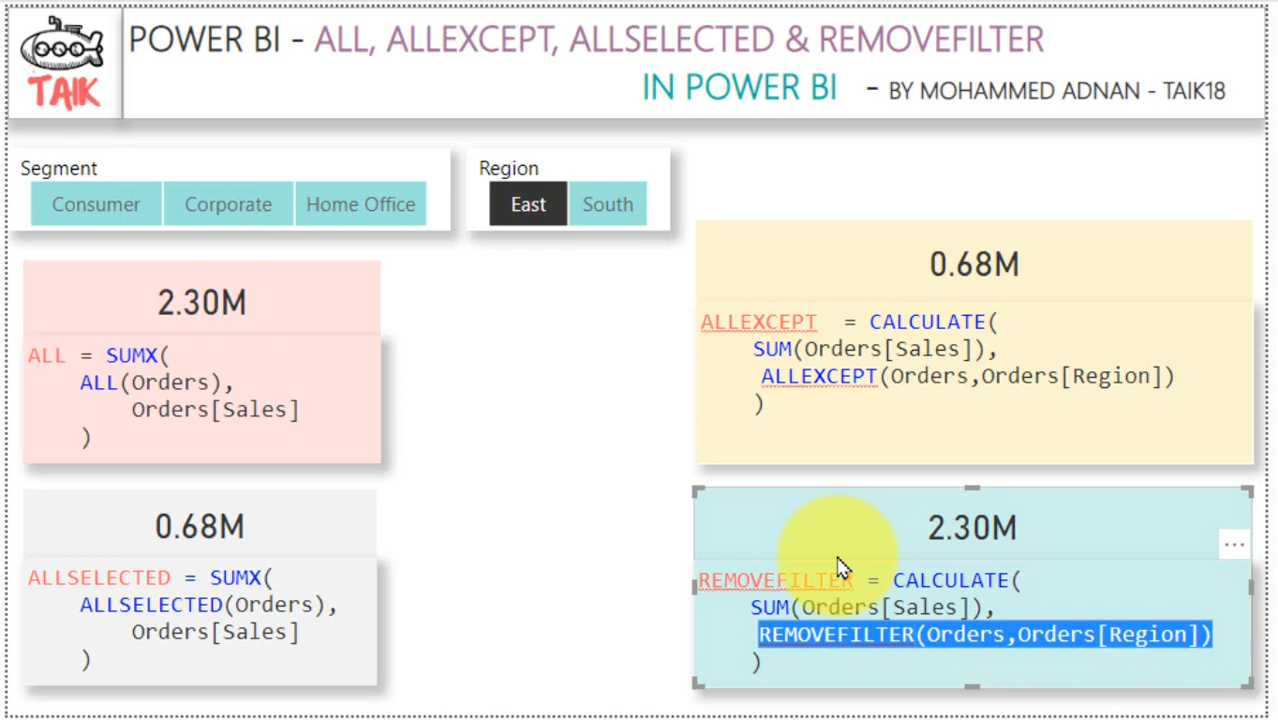 POWER BI - ALL, ALLEXCEPT, ALLSELECTED & REMOVEFILTER
IN POWER BI - BY MOHAMMED ADNAN - TAIK18
TAIK
Segment
Consumer Corporate Home Office
Region
East South
2.30M
ALL = SUMX(
ALL(Orders),
Orders[Sales]
)
0.68M
ALLEXCEPT = CALCULATE(
SUM(Orders[Sales]),
ALLEXCEPT(Orders,Orders[Region])
)
0.68M
ALLSELECTED = SUMX(
ALLSELECTED(Orders),
Orders[Sales]
)
2.30M
...
REMOVEFILTER = CALCULATE(
SUM(Orders[Sales]),
REMOVEFILTER(Orders,Orders[Region])
)